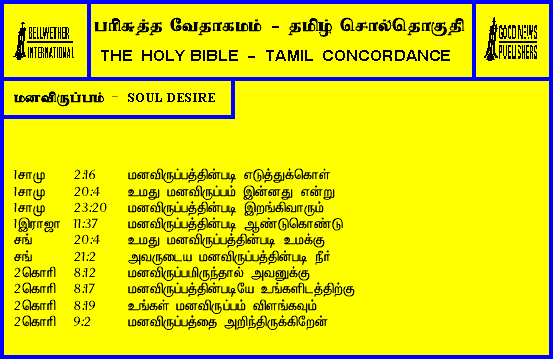 BELLWETHER
INTERNATIONAL
பரிசுத்த வேதாகமம் - தமிழ் சொல்தொகுதி
THE HOLY BIBLE - TAMIL CONCORDANCE
GOOD NEWS
PUBLISHERS
மனவிருப்பம் - SOUL DESIRE
1சாமு 2:16 மனவிருப்பத்தின்படி எடுத்துக்கொள்
1சாமு 20:4 உமது மனவிருப்பம் இன்னது என்று
1சாமு 23:20 மனவிருப்பத்தின்படி இறங்கிவாரும்
1இராஜா 11:37 மனவிருப்பத்தின்படி ஆண்டுகொண்டு
சங் 20:4 உமது மனவிருப்பத்தின்படி உமக்கு
சங் 21:2 அவருடைய மனவிருப்பத்தின்படி நீர்
2கொரி 8:12 மனவிருப்பமிருந்தால் அவனுக்கு
2கொரி 8:17 மனவிருப்பத்தின்படியே உங்களிடத்திற்கு
2கொரி 8:19 உங்கள் மனவிருப்பம் விளங்கவும்
2கொரி 9:2 மனவிருப்பத்தை அறிந்திருக்கிறேன்